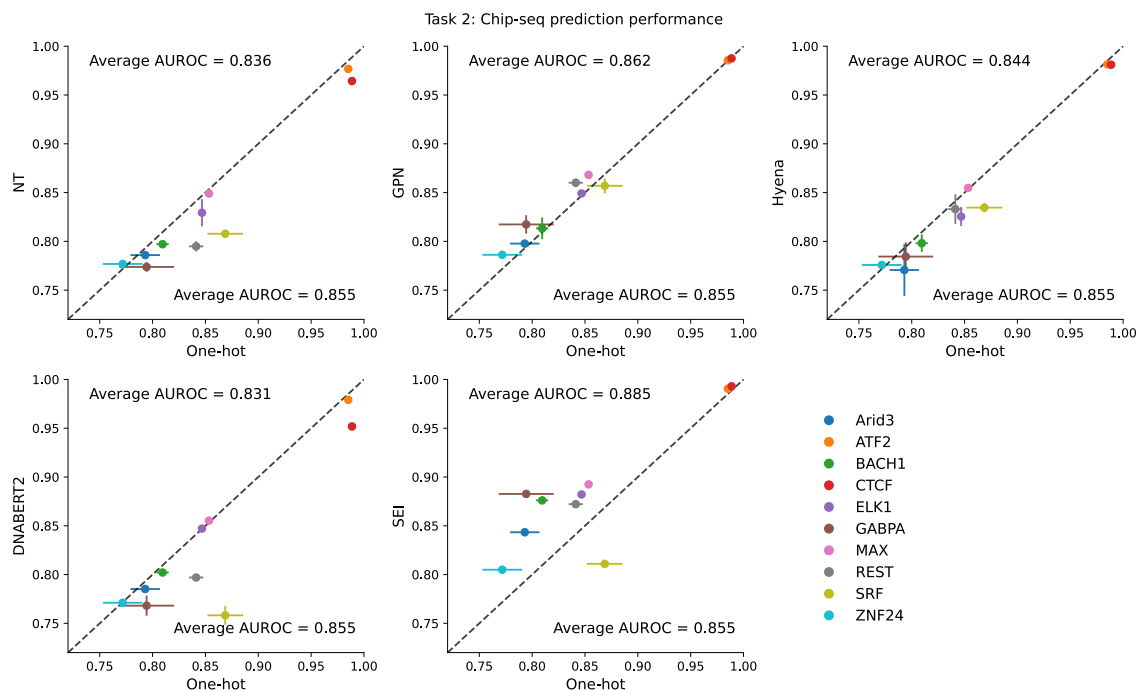 Task 2: Chip-seq prediction performance
Average AUROC = 0.836
Average AUROC = 0.855
NT
One-hot
1.00
0.95
0.90
0.85
0.80
0.75
0.75 0.80 0.85 0.90 0.95 1.00
Average AUROC = 0.862
Average AUROC = 0.855
GPN
One-hot
1.00
0.95
0.90
0.85
0.80
0.75
0.75 0.80 0.85 0.90 0.95 1.00
Average AUROC = 0.844
Average AUROC = 0.855
Hyena
One-hot
1.00
0.95
0.90
0.85
0.80
0.75
0.75 0.80 0.85 0.90 0.95 1.00
Average AUROC = 0.831
Average AUROC = 0.855
DNABERT2
One-hot
1.00
0.95
0.90
0.85
0.80
0.75
0.75 0.80 0.85 0.90 0.95 1.00
Average AUROC = 0.885
Average AUROC = 0.855
SEI
One-hot
1.00
0.95
0.90
0.85
0.80
0.75
0.75 0.80 0.85 0.90 0.95 1.00
Arid3
ATF2
BACH1
CTCF
ELK1
GABPA
MAX
REST
SRF
ZNF24